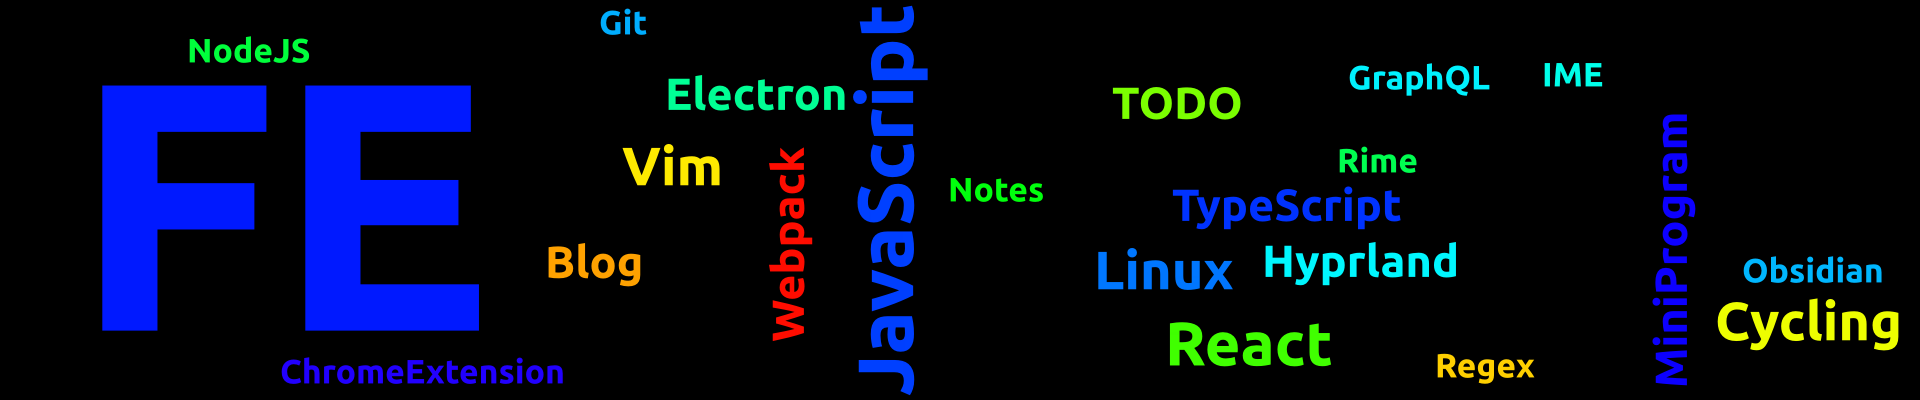 NodeJS
FE
ChromeExtension
Git
Electron
Vim
Blog
Webpack
JavaScript
Notes
TODO
GraphQL
IME
Rime
TypeScript
Linux
Hyprland
React
Regex
MiniProgram
Obsidian
Cycling